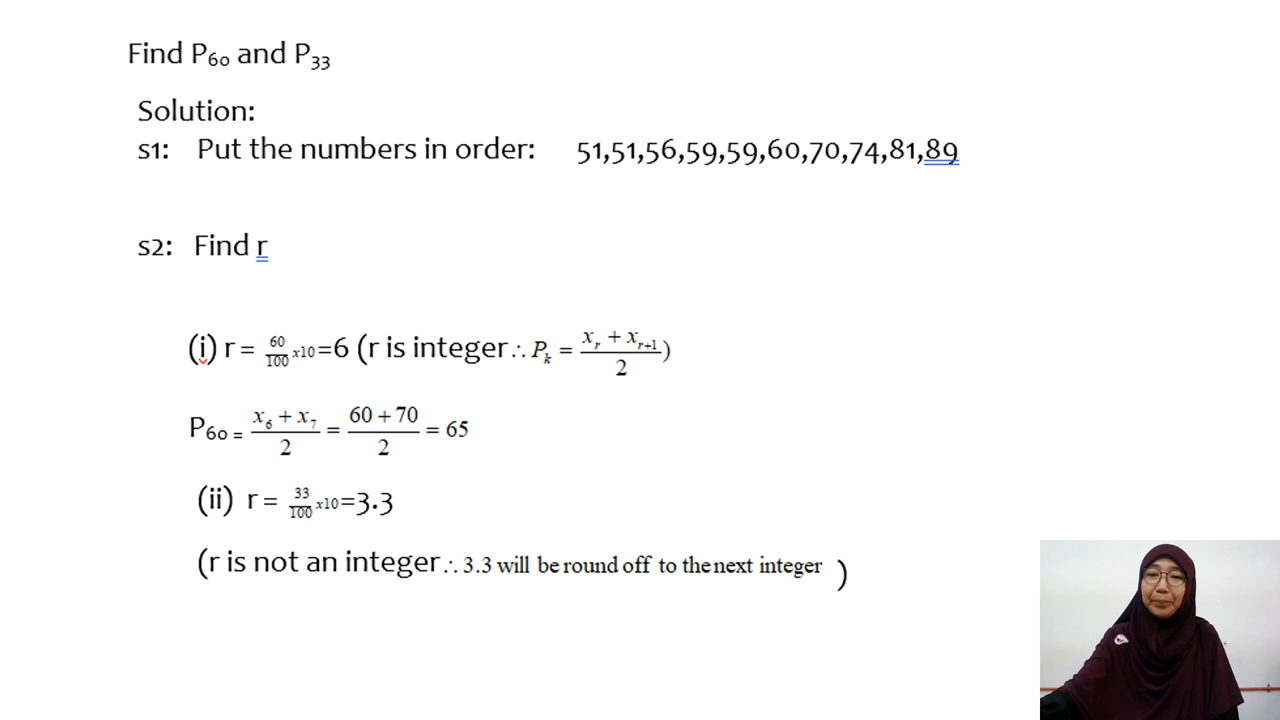 Find P₆₀ and P₃₃
Solution:
s1: Put the numbers in order: 51,51,56,59,59,60,70,74,81,89
s2: Find r
(i) r = 60/100 x10 =6 (r is integer ∴ Pₖ = (xᵣ + xᵣ₊₁)/2 )
P₆₀ = (x₆ + x₇)/2 = (60 + 70)/2 = 65
(ii) r = 33/100 x10 =3.3
(r is not an integer ∴ 3.3 will be round off to the next integer )